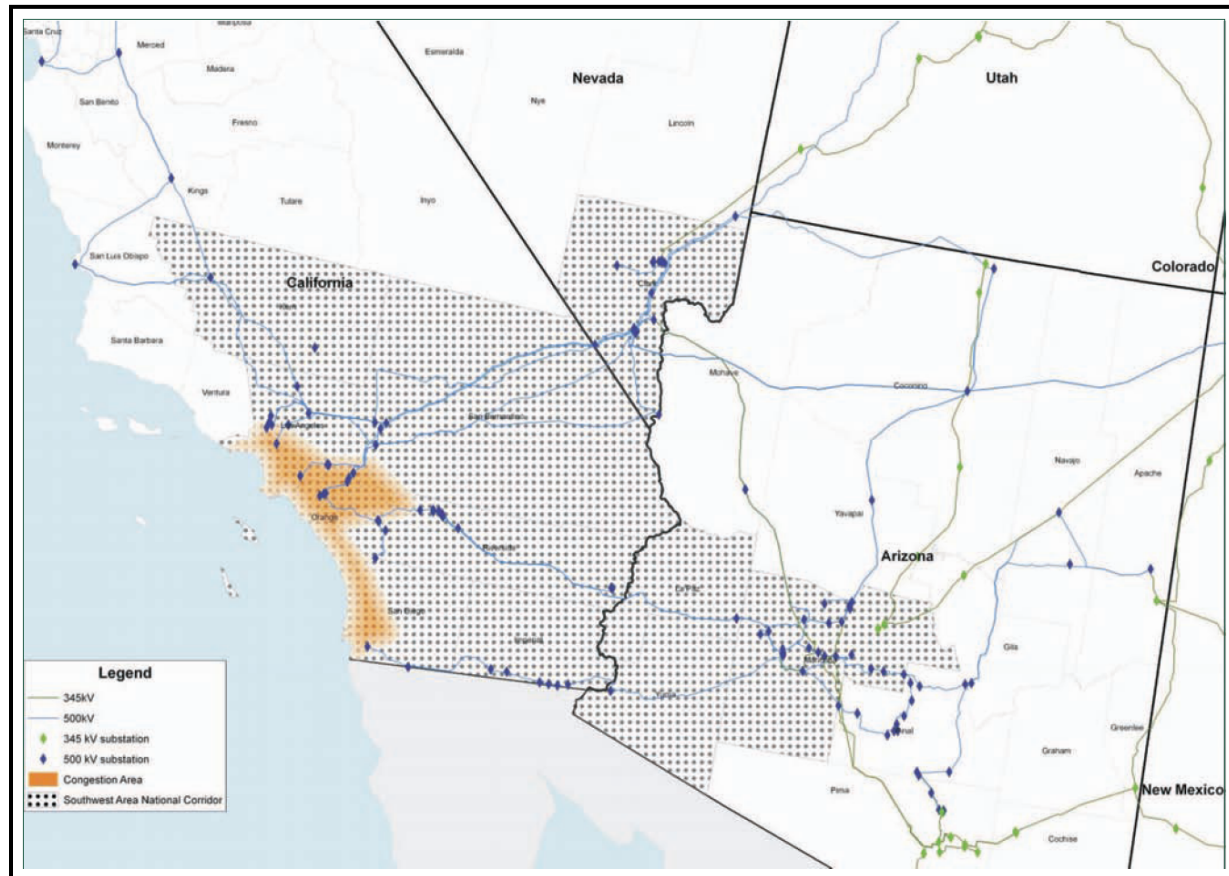 Mariposa
Santa Cruz
Merced
Esmeralda
Madera
Nevada
Utah
Nye
San Benito
Fresno
Lincoln
Monterey
Kings
Tulare
Inyo
San Luis Obispo
Colorado
California
Clark
Kern
Santa Barbara
Mohave
Coconino
Ventura
San Bernardino
Los Angeles
Navajo
Apache
Yavapai
Orange
Riverside
Arizona
La Paz
San Diego
Imperial
Gila
Maricopa
Yuma
Legend
345kV
500kV
345 kV substation
500 kV substation
Congestion Area
Southwest Area National Corridor
Pinal
Greenlee
Graham
Pima
New Mexico
Cochise